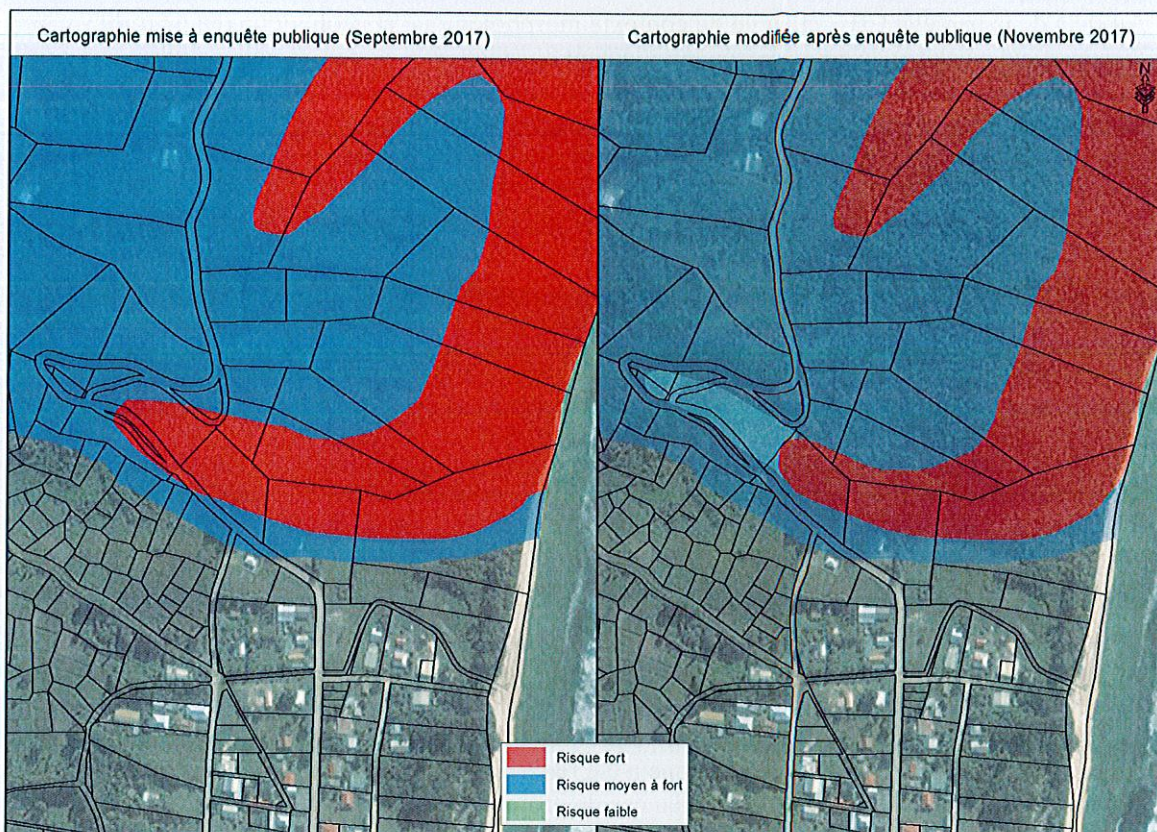 Cartographie mise à enquête publique (Septembre 2017)
Cartographie modifiée après enquête publique (Novembre 2017)
Risque fort
Risque moyen à fort
Risque faible